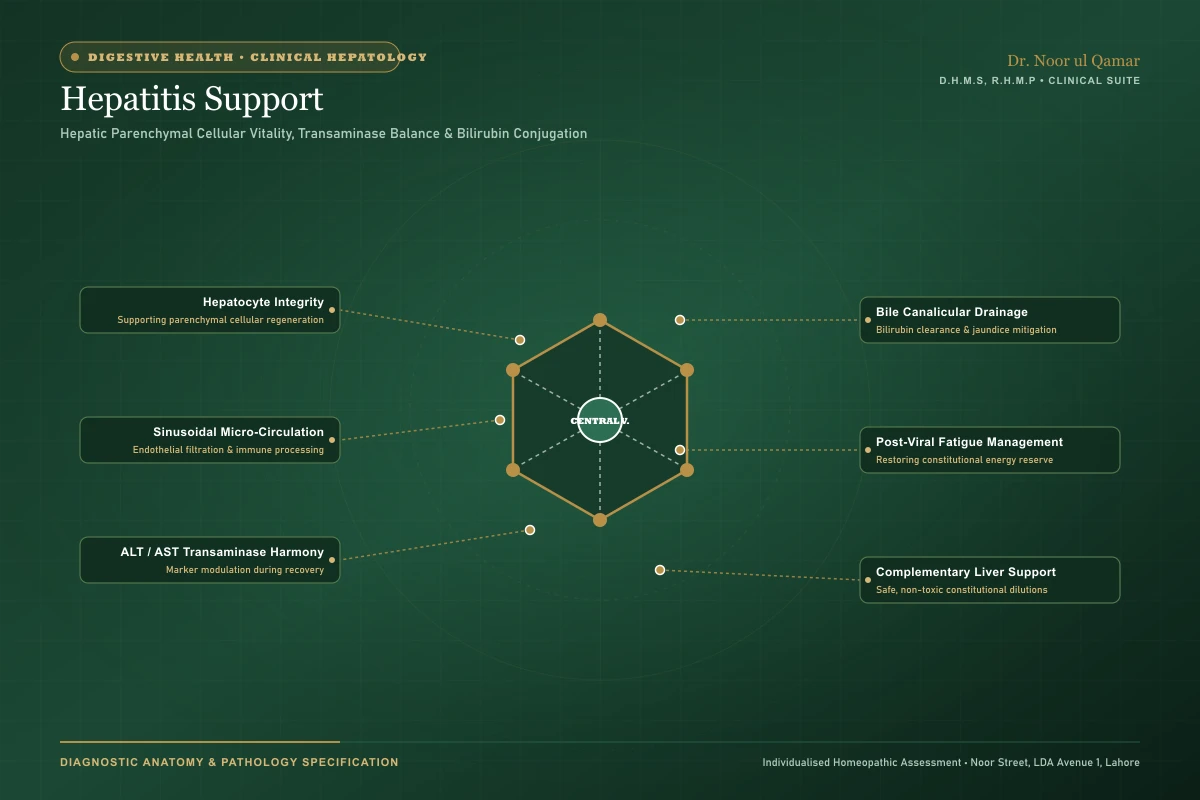 DIGESTIVE HEALTH • CLINICAL HEPATOLOGY
Hepatitis Support
Hepatic Parenchymal Cellular Vitality, Transaminase Balance & Bilirubin Conjugation
Dr. Noor ul Qamar
D.H.M.S, R.H.M.P • CLINICAL SUITE
Hepatocyte Integrity
Supporting parenchymal cellular regeneration
Sinusoidal Micro-Circulation
Endothelial filtration & immune processing
ALT / AST Transaminase Harmony
Marker modulation during recovery
CENTRAL V.
Bile Canalicular Drainage
Bilirubin clearance & jaundice mitigation
Post-Viral Fatigue Management
Restoring constitutional energy reserve
Complementary Liver Support
Safe, non-toxic constitutional dilutions
DIAGNOSTIC ANATOMY & PATHOLOGY SPECIFICATION
Individualised Homeopathic Assessment • Noor Street, LDA Avenue 1, Lahore